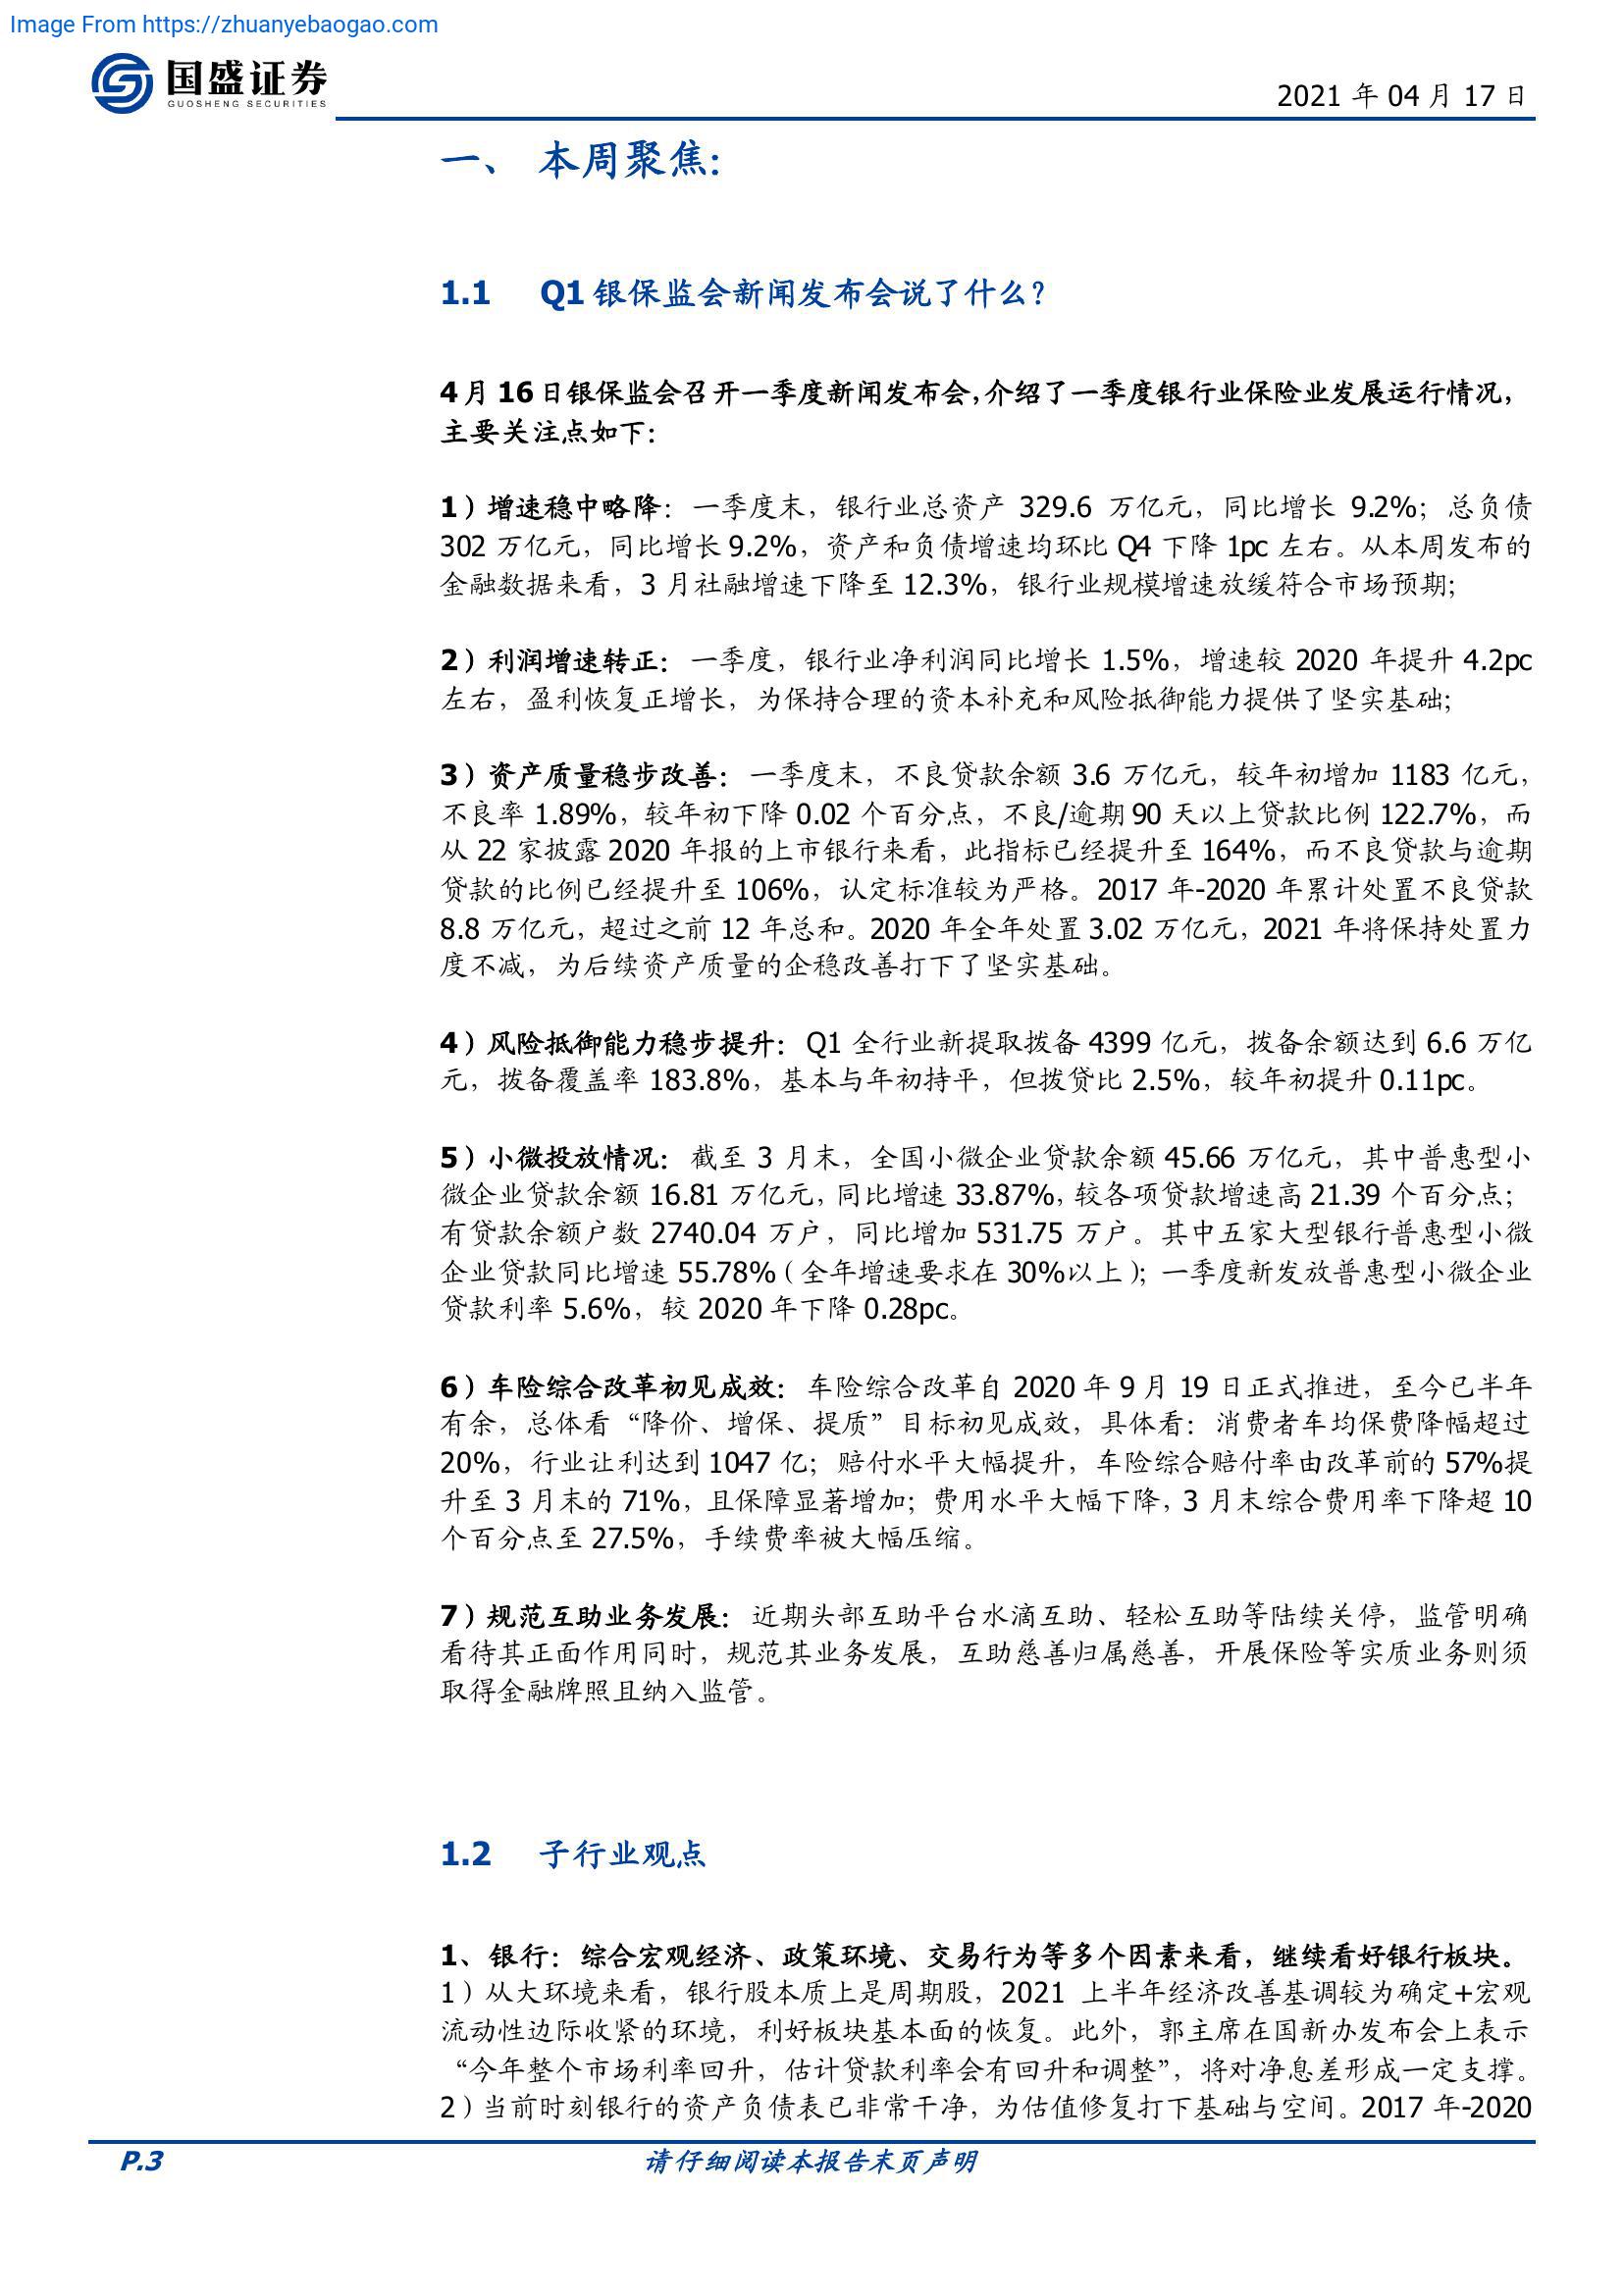 Image From https://zhuanyebaogao.com
国盛证券
GUOSHENG SECURITIES
2021 年 04 月 17 日
一、 本周聚焦：
1.1 Q1 银保监会新闻发布会说了什么？
4 月 16 日银保监会召开一季度新闻发布会，介绍了一季度银行业保险业发展运行情况，
主要关注点如下：
1）增速稳中略降：一季度末，银行业总资产 329.6 万亿元，同比增长 9.2%；总负债
302 万亿元，同比增长 9.2%，资产和负债增速均环比 Q4 下降 1pc 左右。从本周发布的
金融数据来看，3 月社融增速下降至 12.3%，银行业规模增速放缓符合市场预期；
2）利润增速转正：一季度，银行业净利润同比增长 1.5%，增速较 2020 年提升 4.2pc
左右，盈利恢复正增长，为保持合理的资本补充和风险抵御能力提供了坚实基础；
3）资产质量稳步改善：一季度末，不良贷款余额 3.6 万亿元，较年初增加 1183 亿元，
不良率 1.89%，较年初下降 0.02 个百分点，不良/逾期 90 天以上贷款比例 122.7%，而
从 22 家披露 2020 年报的上市银行来看，此指标已经提升至 164%，而不良贷款与逾期
贷款的比例已经提升至 106%，认定标准较为严格。2017 年-2020 年累计处置不良贷款
8.8 万亿元，超过之前 12 年总和。2020 年全年处置 3.02 万亿元，2021 年将保持处置力
度不减，为后续资产质量的企稳改善打下了坚实基础。
4）风险抵御能力稳步提升：Q1 全行业新提取拨备 4399 亿元，拨备余额达到 6.6 万亿
元，拨备覆盖率 183.8%，基本与年初持平，但拨贷比 2.5%，较年初提升 0.11pc。
5）小微投放情况：截至 3 月末，全国小微企业贷款余额 45.66 万亿元，其中普惠型小
微企业贷款余额 16.81 万亿元，同比增速 33.87%，较各项贷款增速高 21.39 个百分点；
有贷款余额户数 2740.04 万户，同比增加 531.75 万户。其中五家大型银行普惠型小微
企业贷款同比增速 55.78%（全年增速要求在 30%以上）；一季度新发放普惠型小微企业
贷款利率 5.6%，较 2020 年下降 0.28pc。
6）车险综合改革初见成效：车险综合改革自 2020 年 9 月 19 日正式推进，至今已半年
有余，总体看“降价、增保、提质”目标初见成效，具体看：消费者车均保费降幅超过
20%，行业让利达到 1047 亿；赔付水平大幅提升，车险综合赔付率由改革前的 57%提
升至 3 月末的 71%，且保障显著增加；费用水平大幅下降，3 月末综合费用率下降超 10
个百分点至 27.5%，手续费率被大幅压缩。
7）规范互助业务发展：近期头部互助平台水滴互助、轻松互助等陆续关停，监管明确
看待其正面作用同时，规范其业务发展，互助慈善归属慈善，开展保险等实质业务则须
取得金融牌照且纳入监管。
1.2 子行业观点
1、银行：综合宏观经济、政策环境、交易行为等多个因素来看，继续看好银行板块。
1）从大环境来看，银行股本质上是周期股，2021 上半年经济改善基调较为确定+宏观
流动性边际收紧的环境，利好板块基本面的恢复。此外，郭主席在国新办发布会上表示
“今年整个市场利率回升，估计贷款利率会有回升和调整”，将对净息差形成一定支撑。
2）当前时刻银行的资产负债表已非常干净，为估值修复打下基础与空间。2017 年-2020
P.3
请仔细阅读本报告末页声明